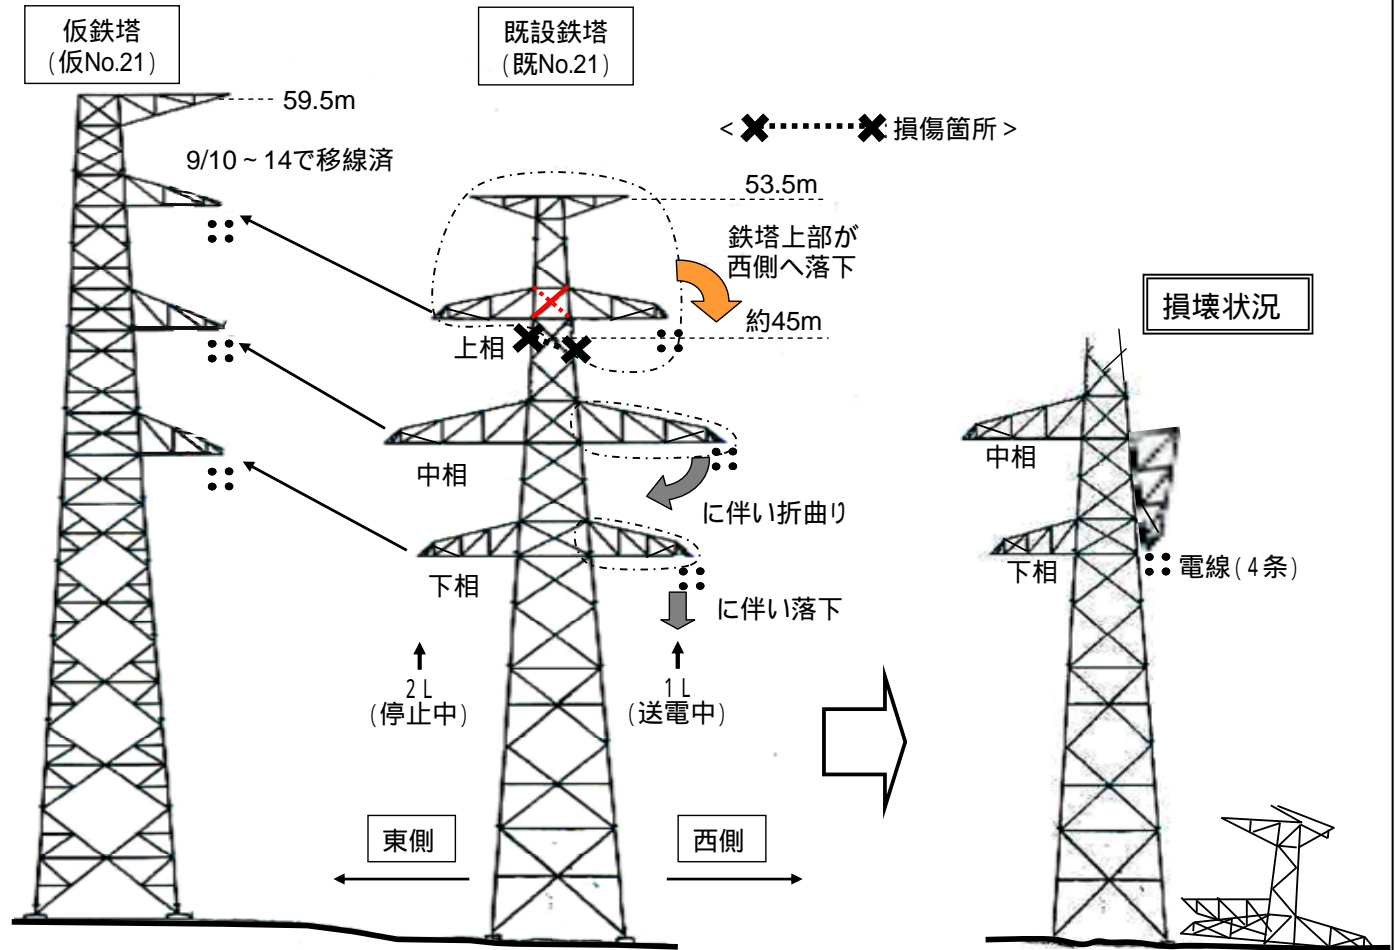 仮鉄塔
(仮No.21)
既設鉄塔
(既No.21)
59.5m
9/10~14で移線済
< 損傷箇所 >
53.5m
鉄塔上部が
西側へ落下
約45m
上相
中相
に伴い折曲り
下相
に伴い落下
2L
(停止中)
1L
(送電中)
東側
西側
損壊状況
中相
下相
電線(4条)